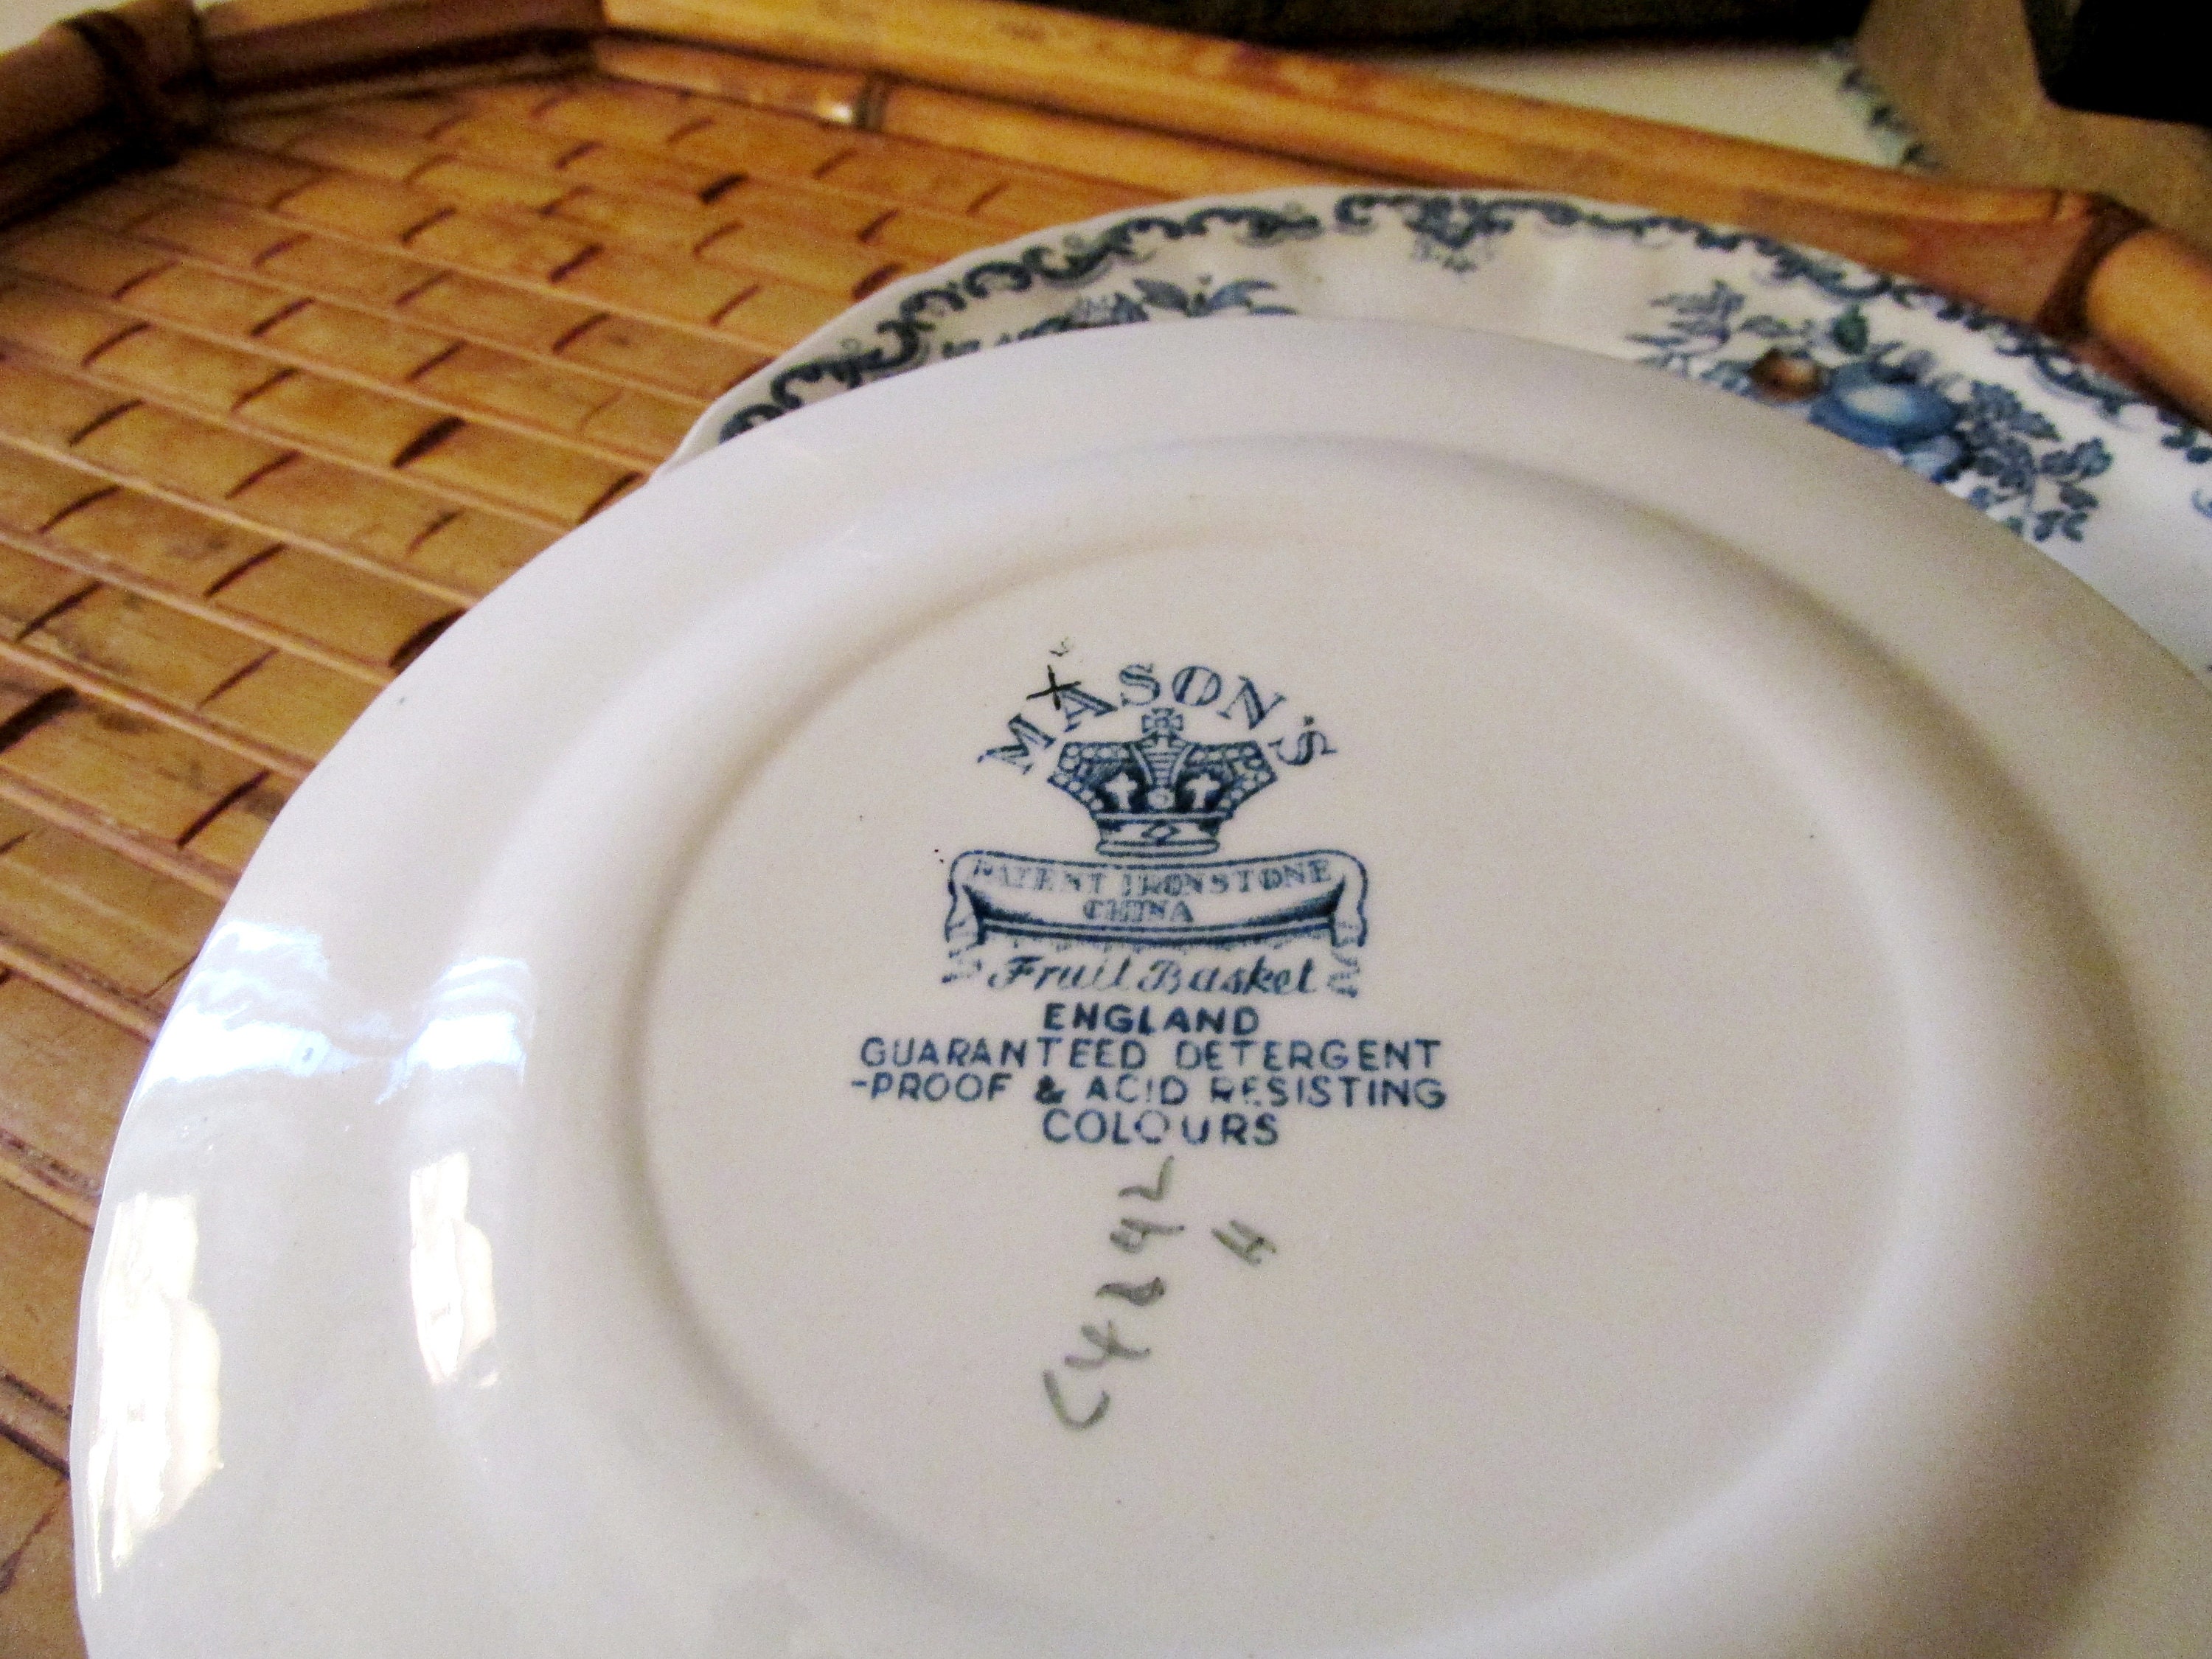 MASON'S
PATENT IRONSTONE
CHINA
Fruit Basket
ENGLAND
GUARANTEED DETERGENT
-PROOF & ACID RESISTING
COLOURS